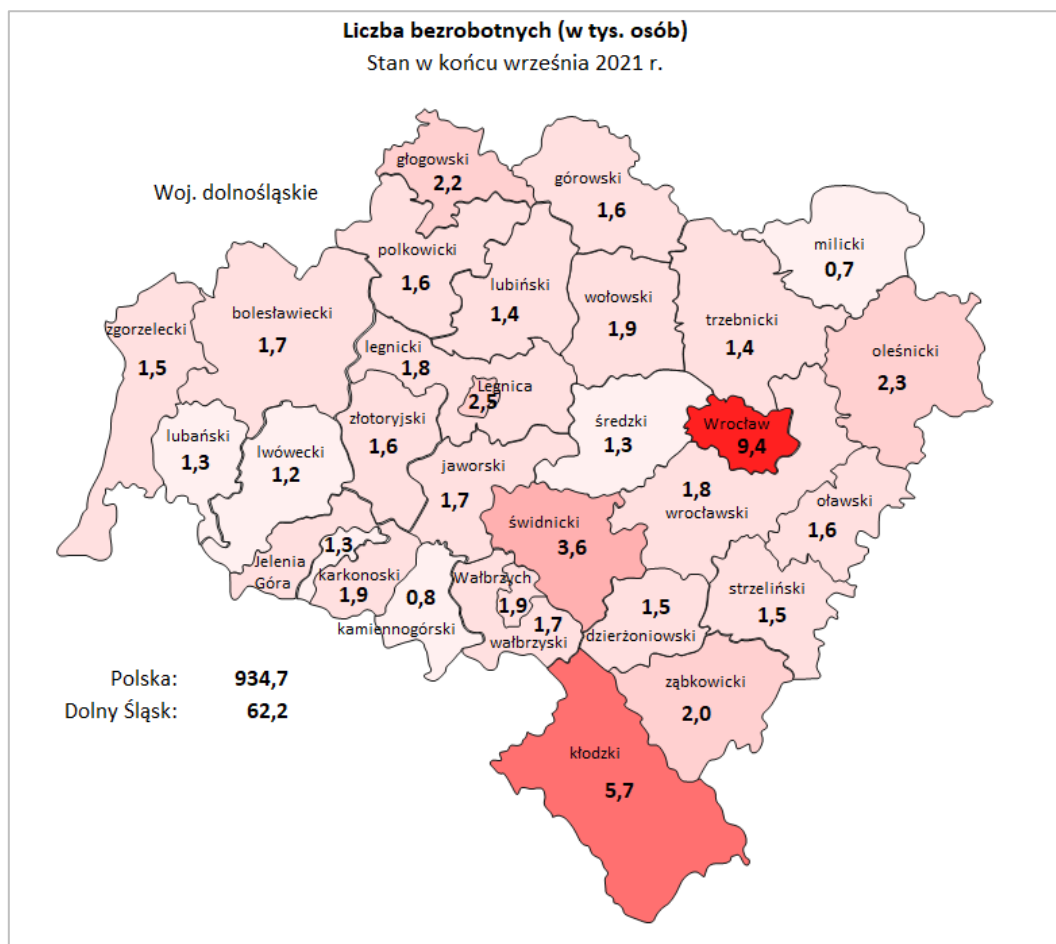 Liczba bezrobotnych (w tys. osób)
Stan w końcu września 2021 r.
Woj. dolnośląskie
głogowski
2,2
górowski
1,6
milicki
0,7
polkowicki
1,6
lubiński
1,4
wołowski
1,9
trzebnicki
1,4
oleśnicki
2,3
zgorzelecki
1,5
bolesławiecki
1,7
legnicki
1,8
Legnica
2,5
złotoryjski
1,6
średzki
1,3
Wrocław
9,4
lubański
1,3
lwówecki
1,2
jaworski
1,7
1,8
wrocławski
oławski
1,6
świdnicki
3,6
Jelenia
Góra
1,3
karkonoski
1,9
0,8
kamiennogórski
Wałbrzych
1,9
1,7
wałbrzyski
1,5
dzierżoniowski
strzeliński
1,5
ząbkowicki
2,0
kłodzki
5,7
Polska: 934,7
Dolny Śląsk: 62,2